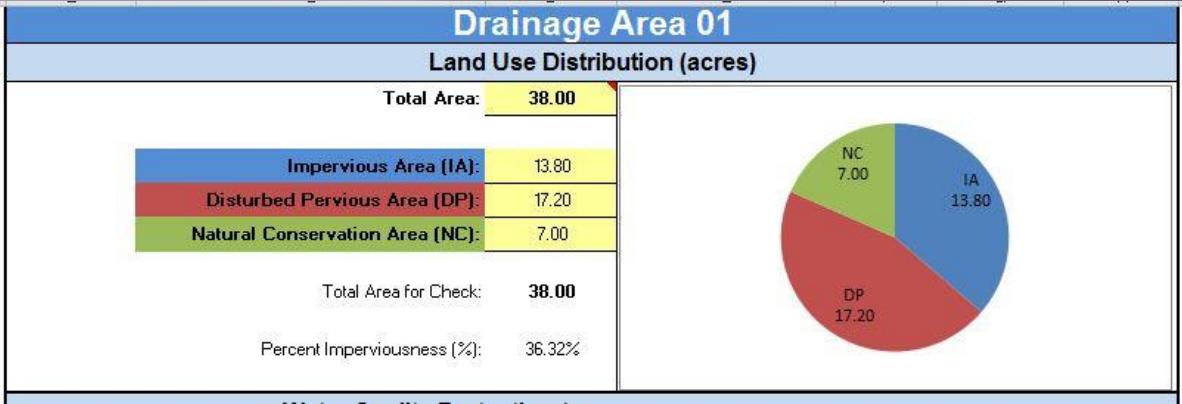 Drainage Area 01
Land Use Distribution (acres)
Total Area: 38.00
Impervious Area (IA): 13.80
Disturbed Pervious Area (DP): 17.20
Natural Conservation Area (NC): 7.00
Total Area for Check: 38.00
Percent Imperviousness (%): 36.32%
NC
7.00
IA
13.80
DP
17.20